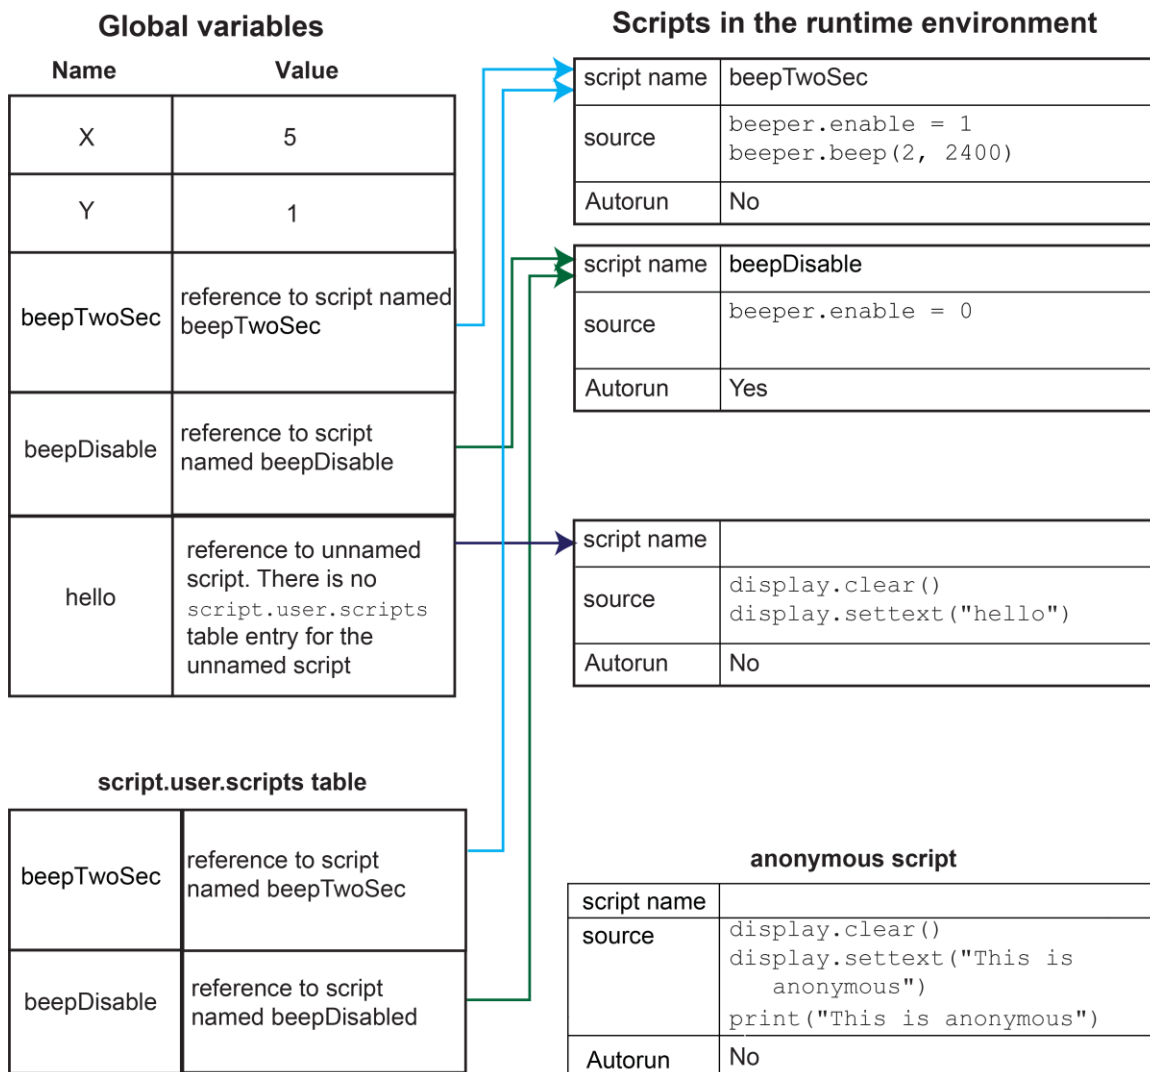 Global variables
Name Value
X 5
Y 1
beepTwoSec
reference to script named
beepTwoSec
beepDisable
reference to script
named beepDisable
hello
reference to unnamed
script. There is no
script.user.scripts
table entry for the
unnamed script
script.user.scripts table
beepTwoSec
reference to script
named beepTwoSec
beepDisable
reference to script
named beepDisabled
Scripts in the runtime environment
script name beepTwoSec
source
beeper.enable = 1
beeper.beep(2, 2400)
Autorun No
script name beepDisable
source
beeper.enable = 0
Autorun Yes
script name
source
display.clear()
display.settext("hello")
Autorun No
anonymous script
script name
source
display.clear()
display.settext("This is
anonymous")
print("This is anonymous")
Autorun No